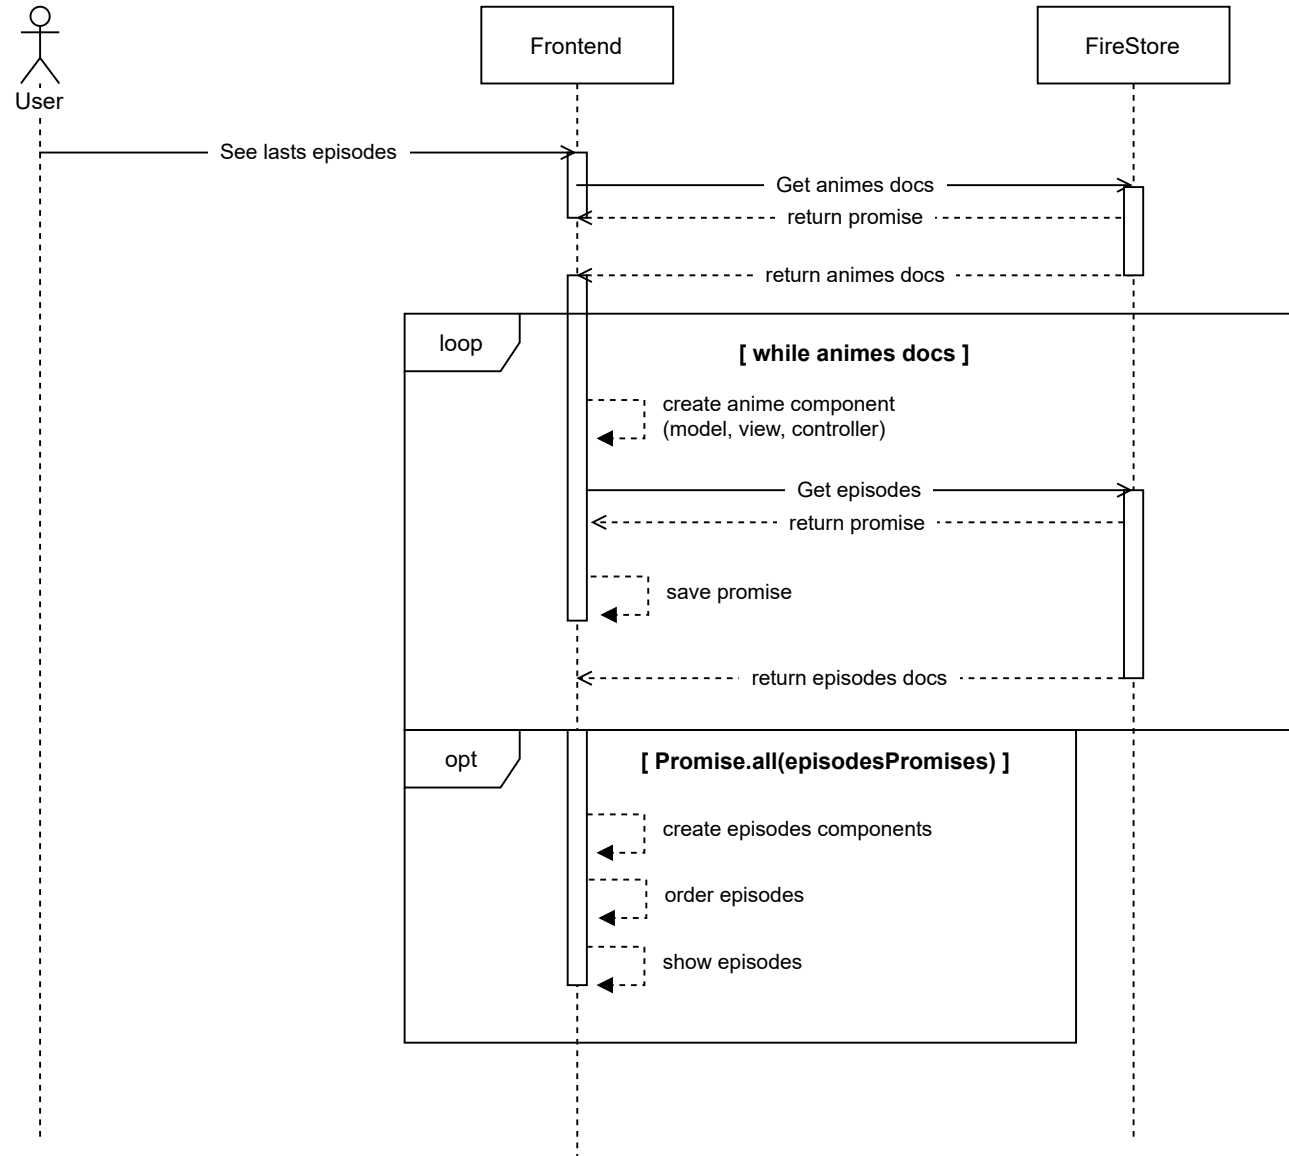 User
Frontend
FireStore
See lasts episodes
Get animes docs
return promise
return animes docs
loop
[ while animes docs ]
create anime component
(model, view, controller)
Get episodes
return promise
save promise
return episodes docs
opt
[ Promise.all(episodesPromises) ]
create episodes components
order episodes
show episodes